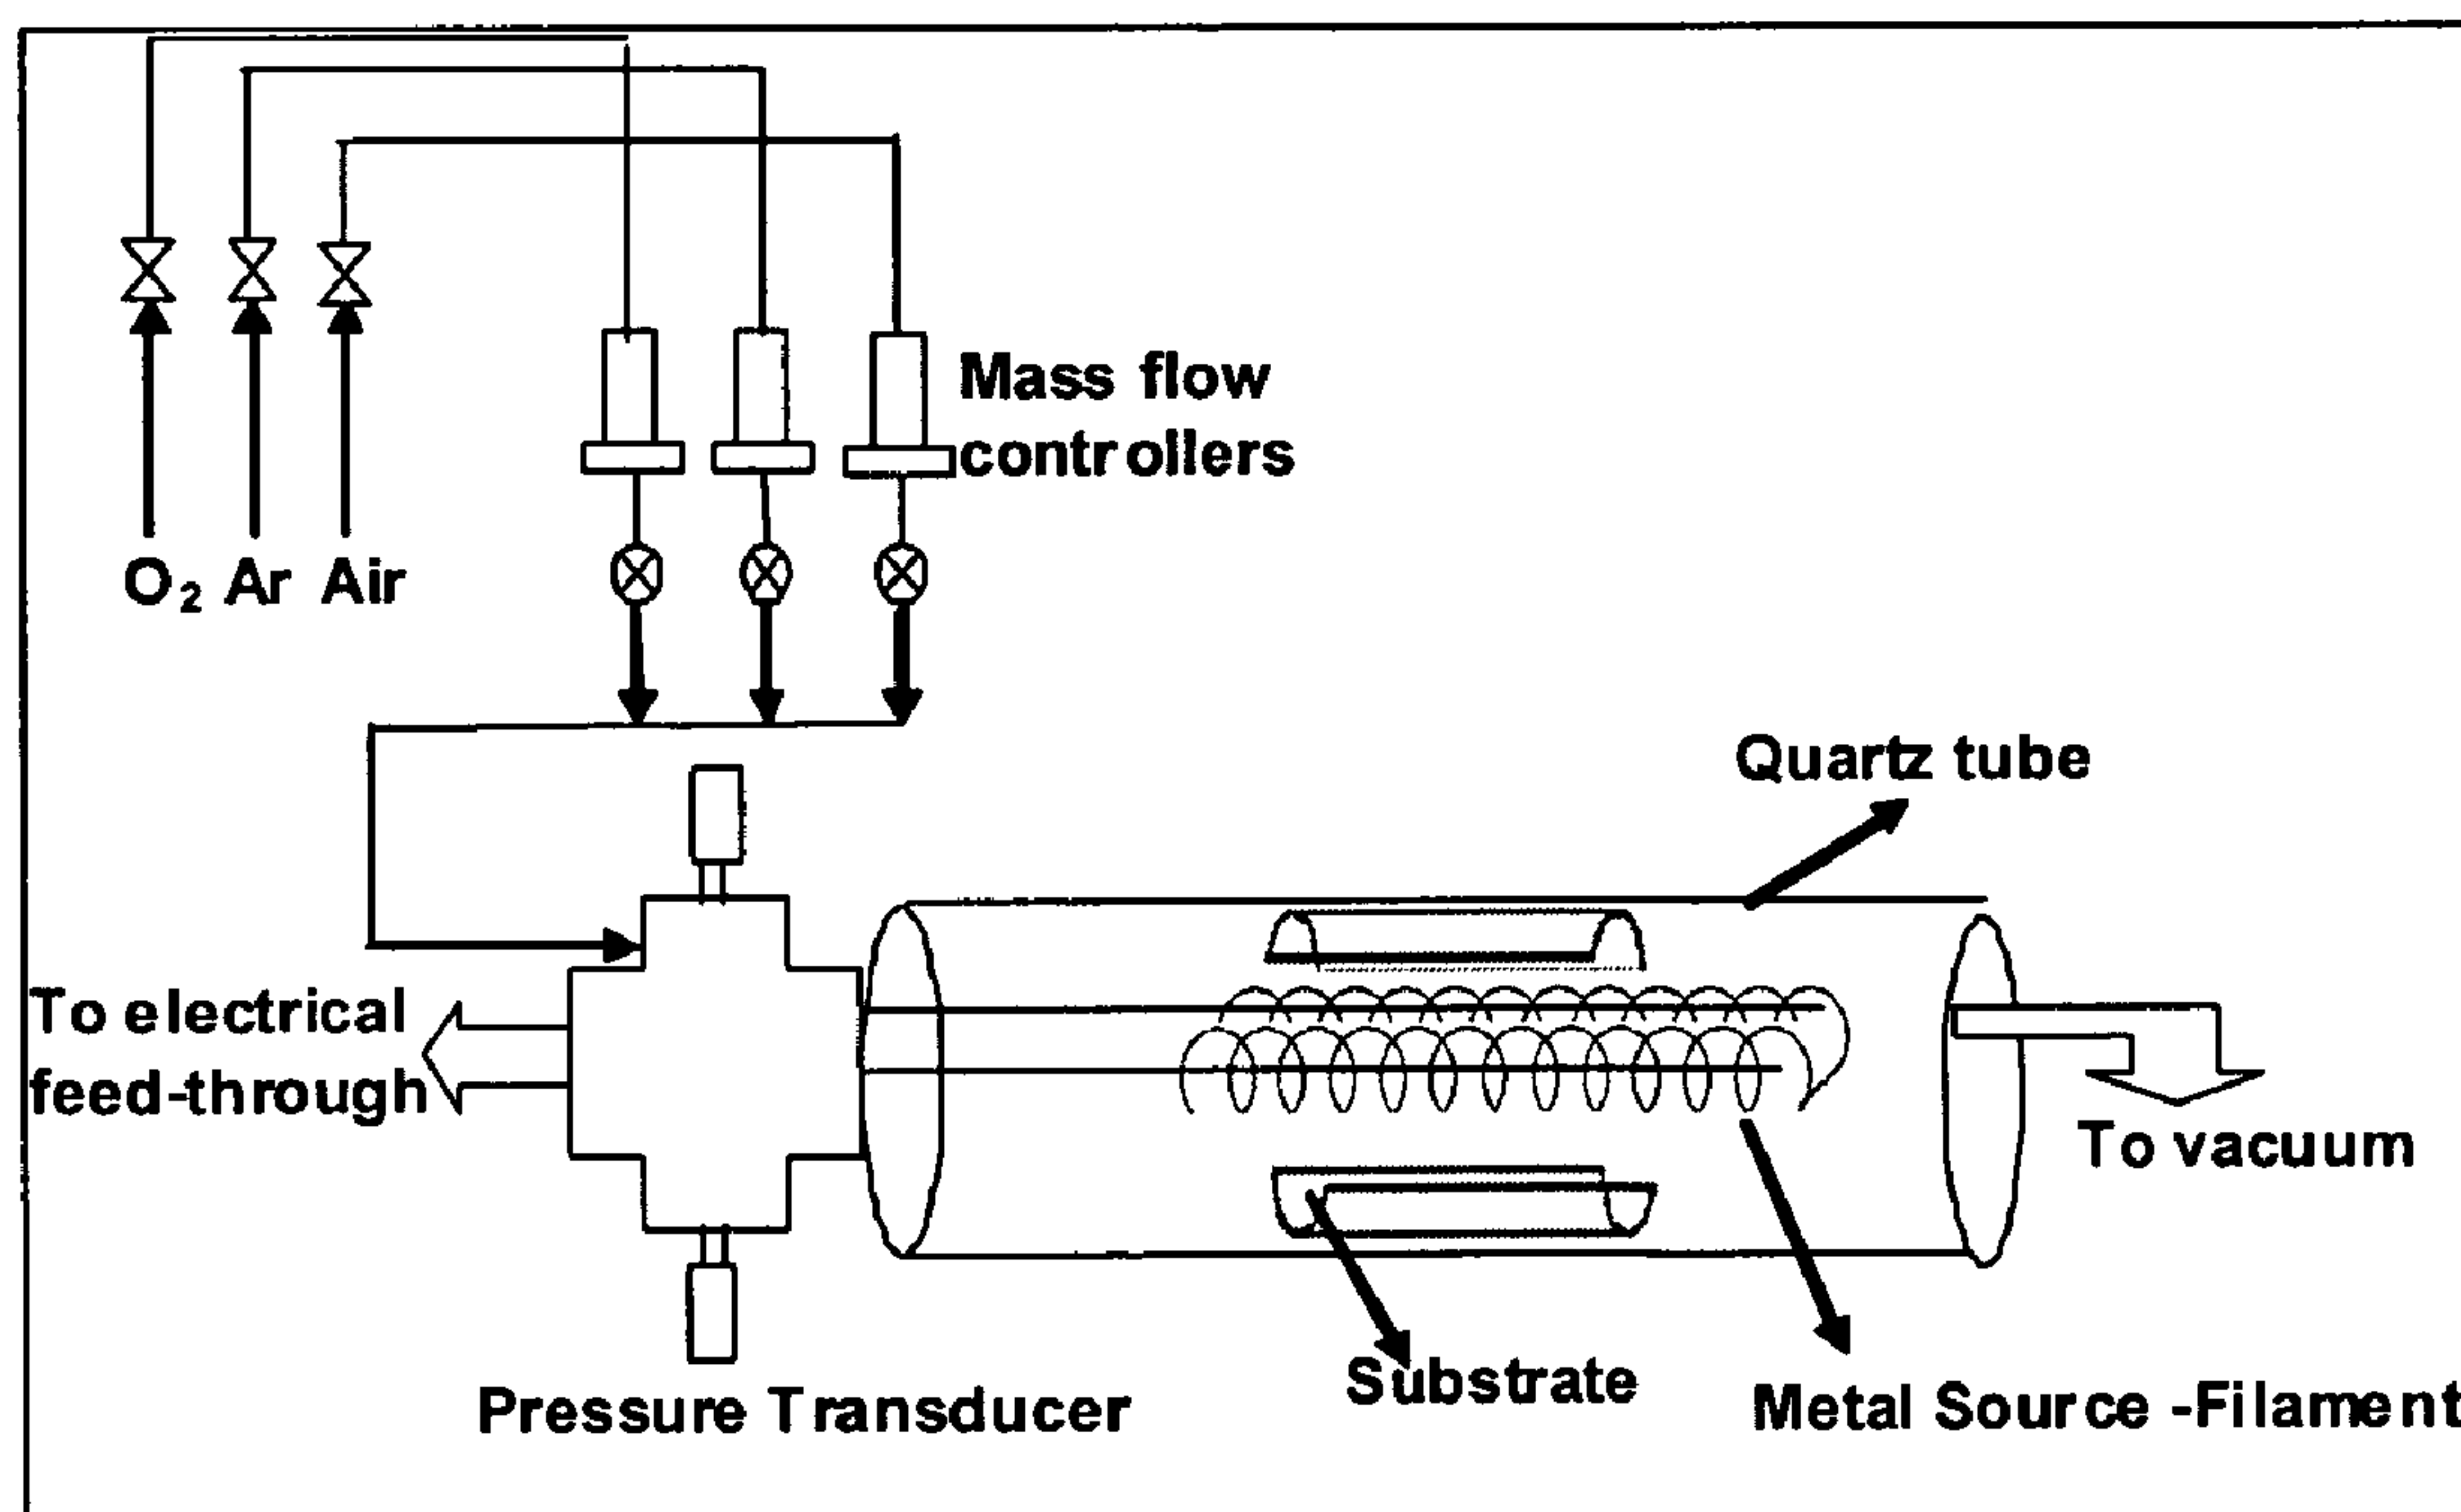 Mass flow
controllers
O₂ Ar Air
Quartz tube
To electrical
feed-through
To vacuum
Substrate
Pressure Transducer
Metal Source -Filament